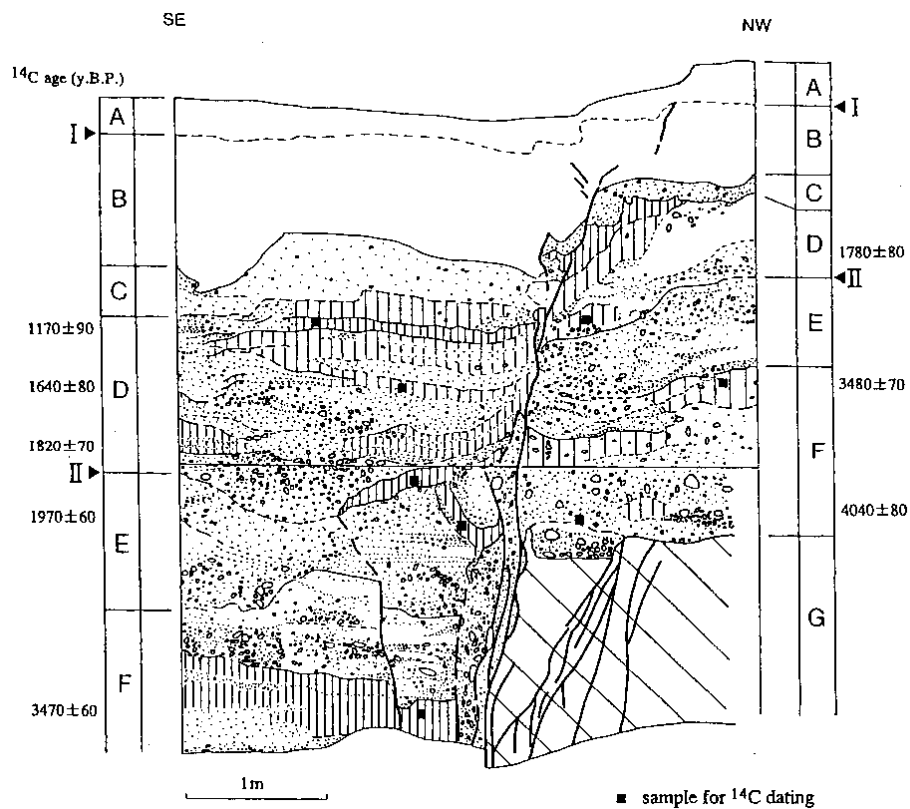 SE
NW
¹⁴C age (y.B.P.)
A
I
B
C
1170±90
1640±80
D
1820±70
II
1970±60
E
F
3470±60
A
I
B
C
D
1780±80
II
E
3480±70
F
4040±80
G
1m
■ sample for ¹⁴C dating